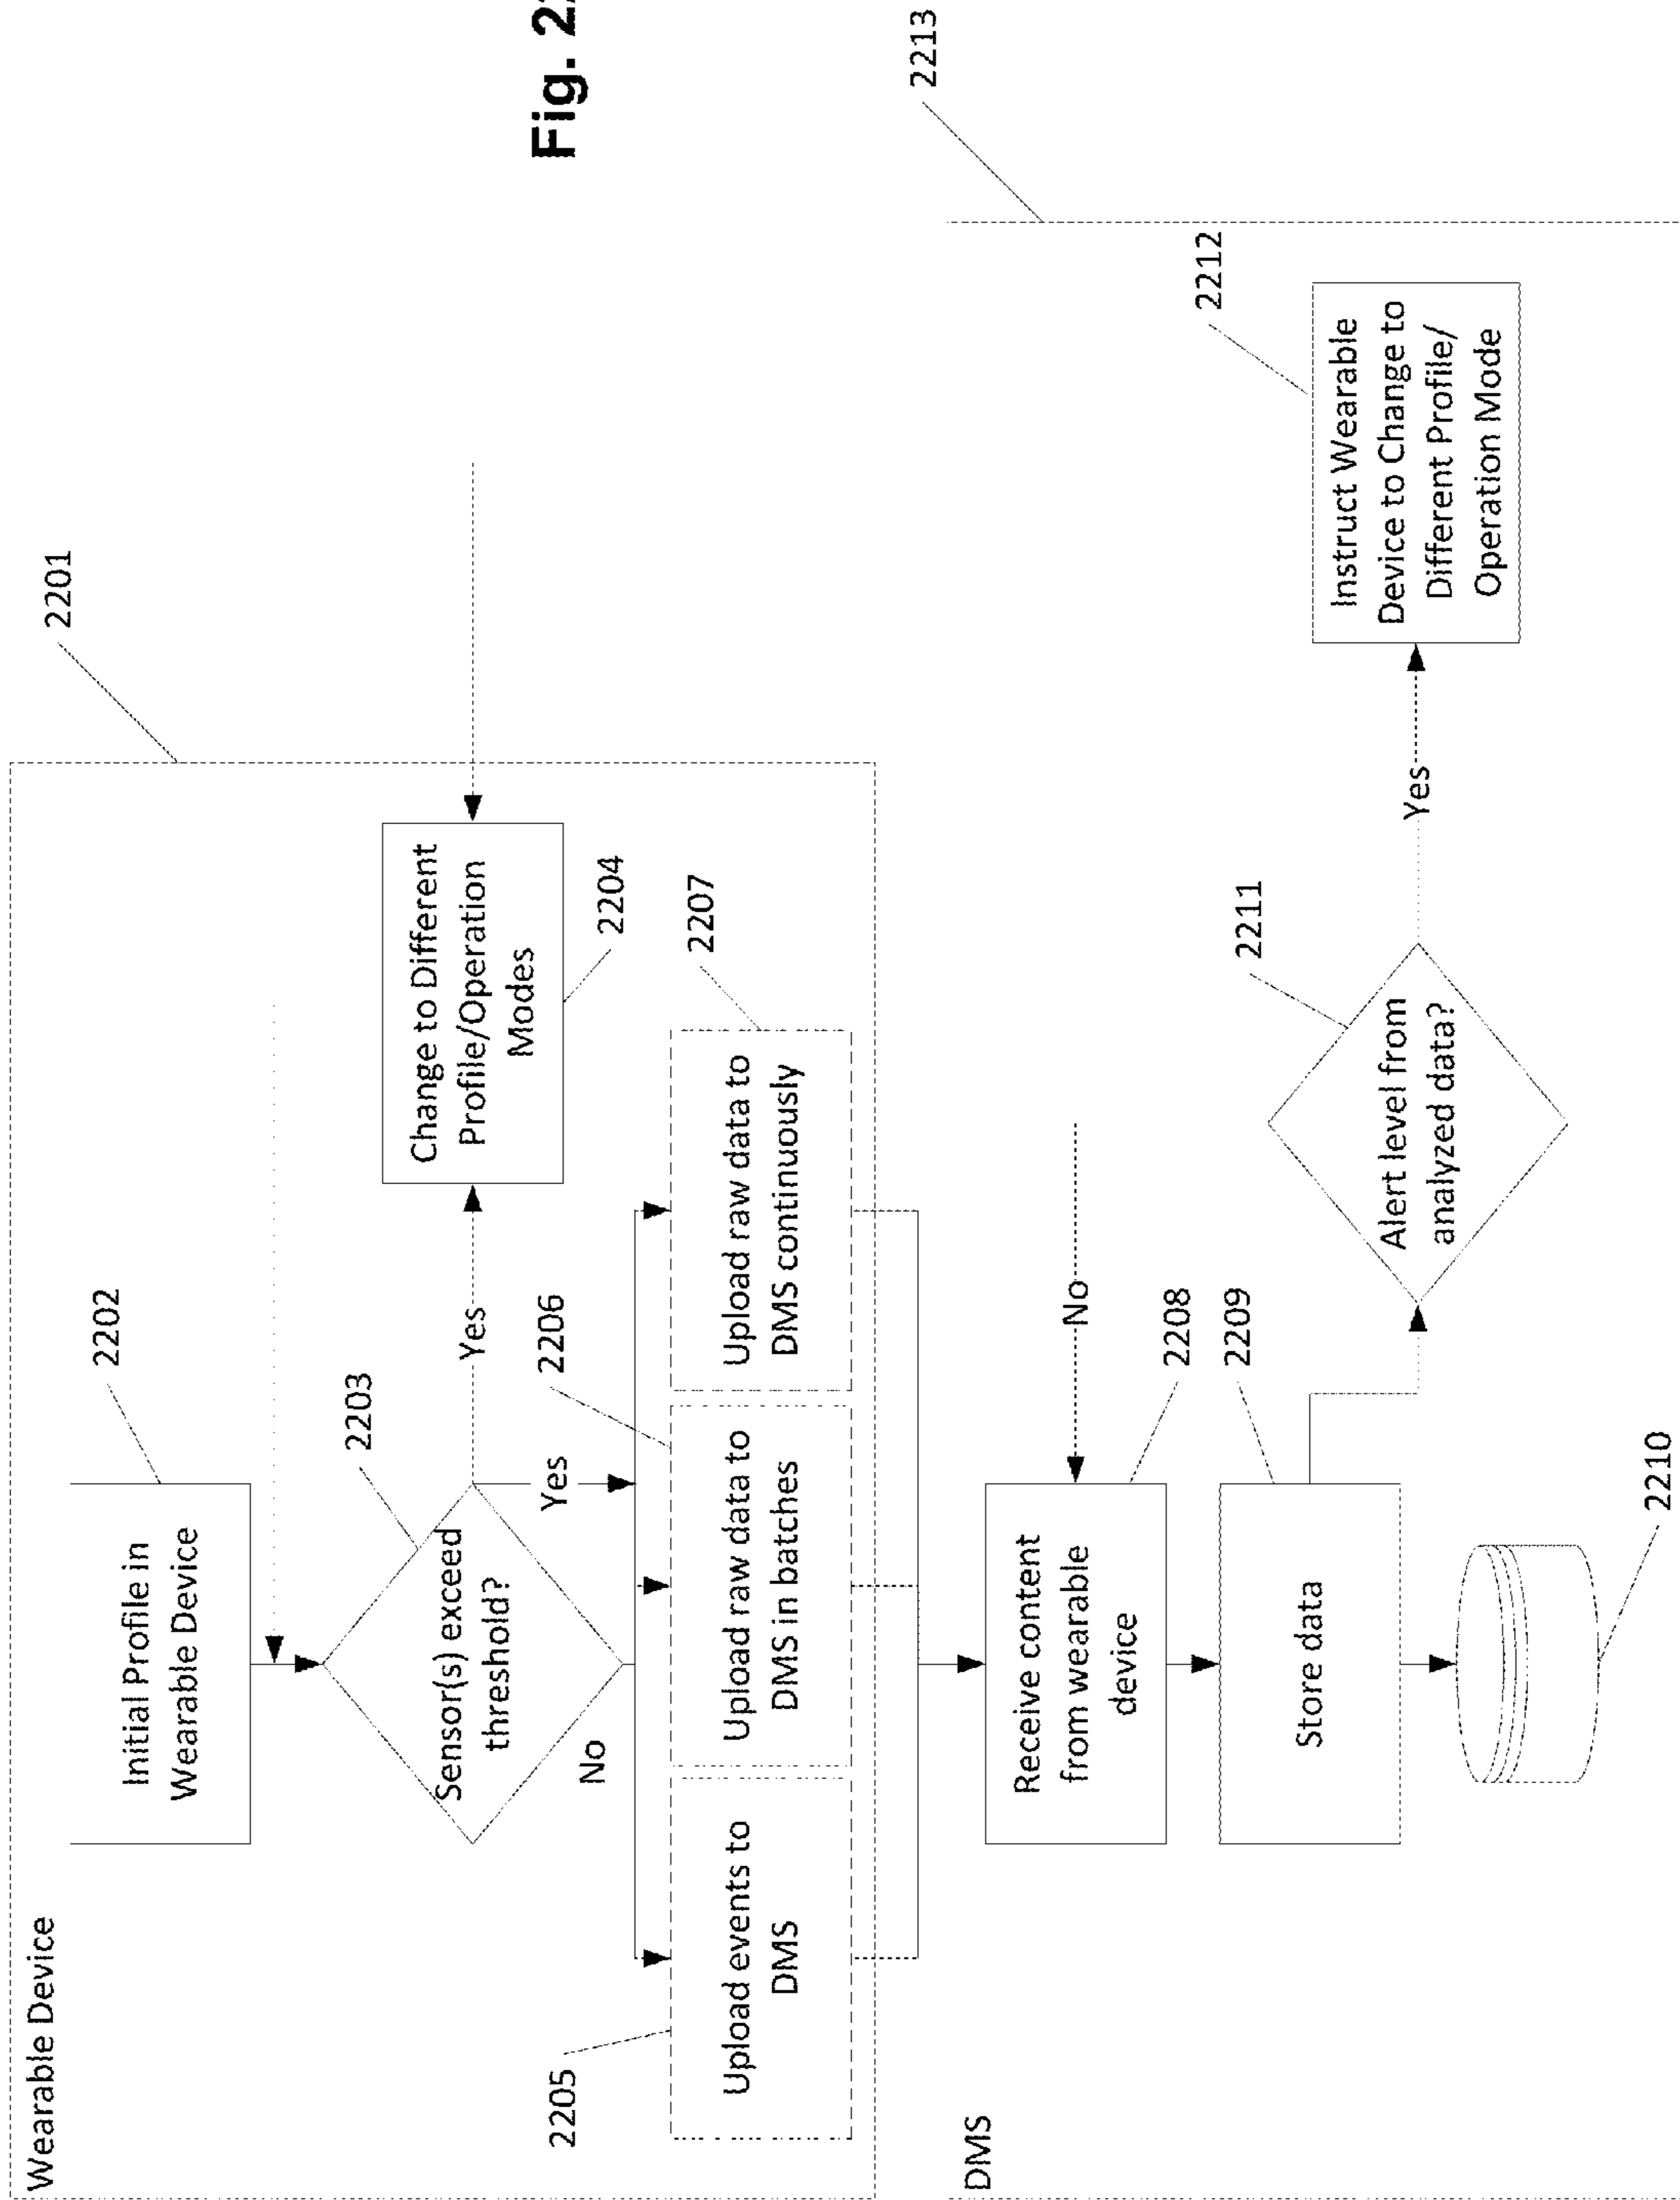 Wearable Device
2201
Initial Profile in
Wearable Device
2202
Sensor(s) exceed
threshold?
2203
Yes
Change to Different
Profile/Operation
Modes
2204
No
Yes
2205
Upload events to
DMS
2206
Upload raw data to
DMS in batches
2207
Upload raw data to
DMS continuously
Fig. 22
DMS
2213
Receive content
from wearable
device
2208
No
Store data
2209
2210
Alert level from
analyzed data?
2211
Yes
Instruct Wearable
Device to Change to
Different Profile/
Operation Mode
2212